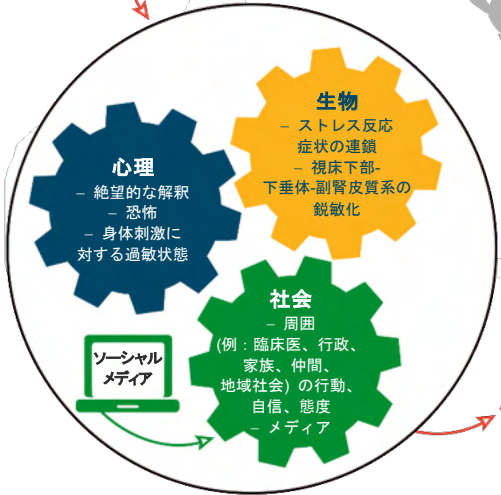 生物
– ストレス反応
症状の連鎖
– 視床下部-
下垂体-副腎皮質系の
鋭敏化
心理
– 絶望的な解釈
– 恐怖
– 身体刺激に
対する過敏状態
社会
– 周囲
(例：臨床医、行政、
家族、仲間、
地域社会) の行動、
自信、態度
– メディア
ソーシャル
メディア